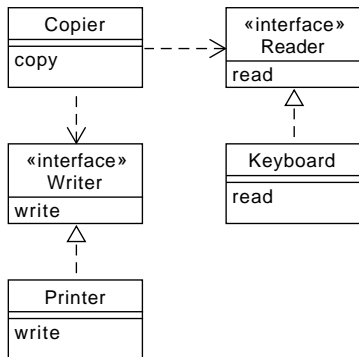 Copier
copy
«interface»
Reader
read
«interface»
Writer
write
Keyboard
read
Printer
write